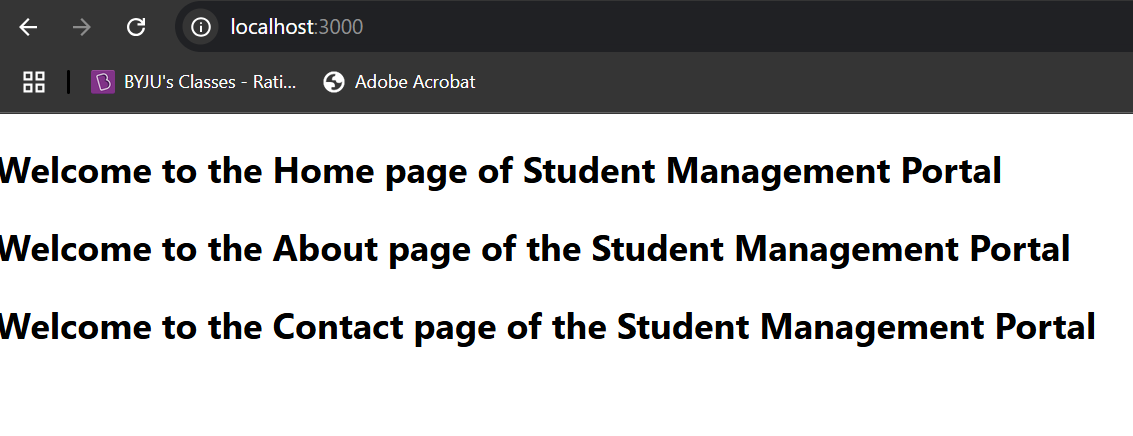 localhost:3000
BYJU's Classes - Rati... Adobe Acrobat
Welcome to the Home page of Student Management Portal
Welcome to the About page of the Student Management Portal
Welcome to the Contact page of the Student Management Portal